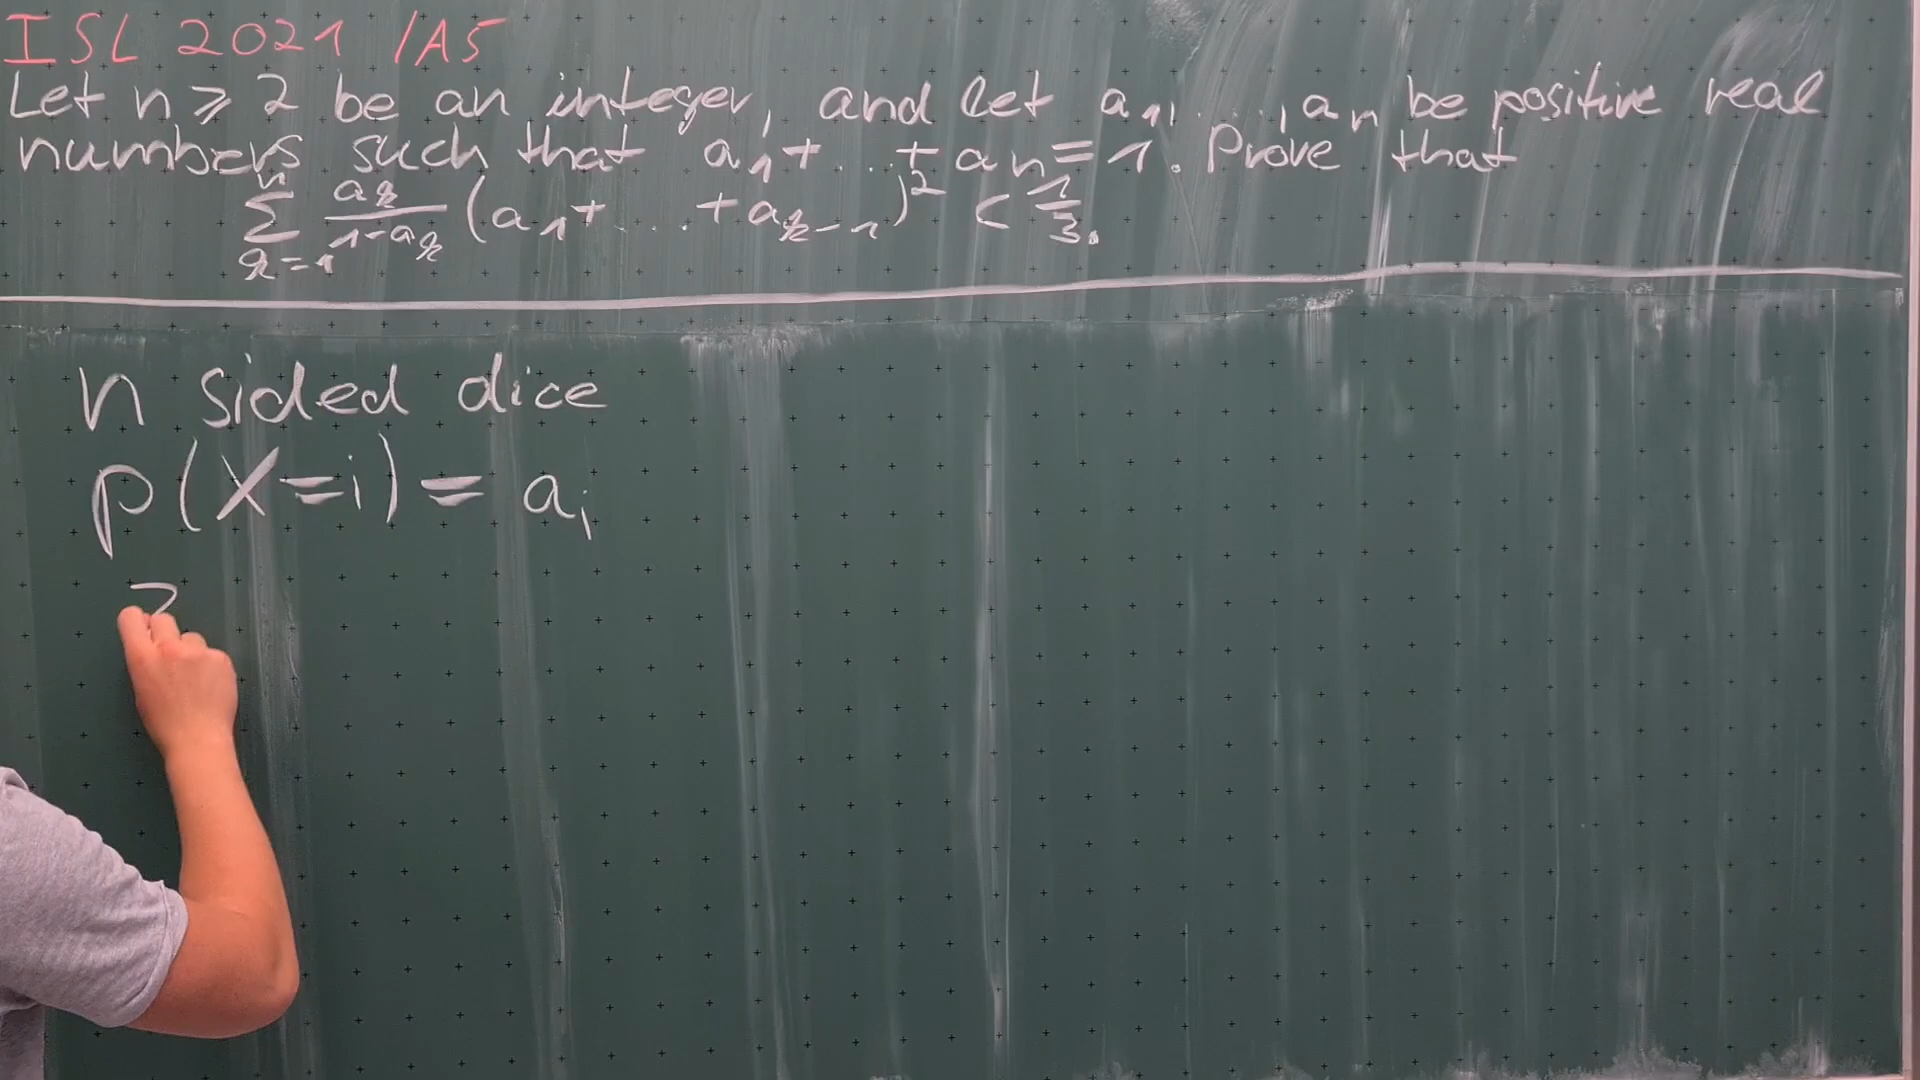 ISL 2021 /A5
Let n ≥ 2 be an integer, and let a₁, ..., aₙ be positive real
numbers such that a₁+ ... + aₙ = 1. Prove that
∑ₖ₌₁ⁿ aₖ/(1-aₖ) (a₁+ ... +aₖ₋₁)² < 1/3.
n sided dice
p(X=i) = aᵢ